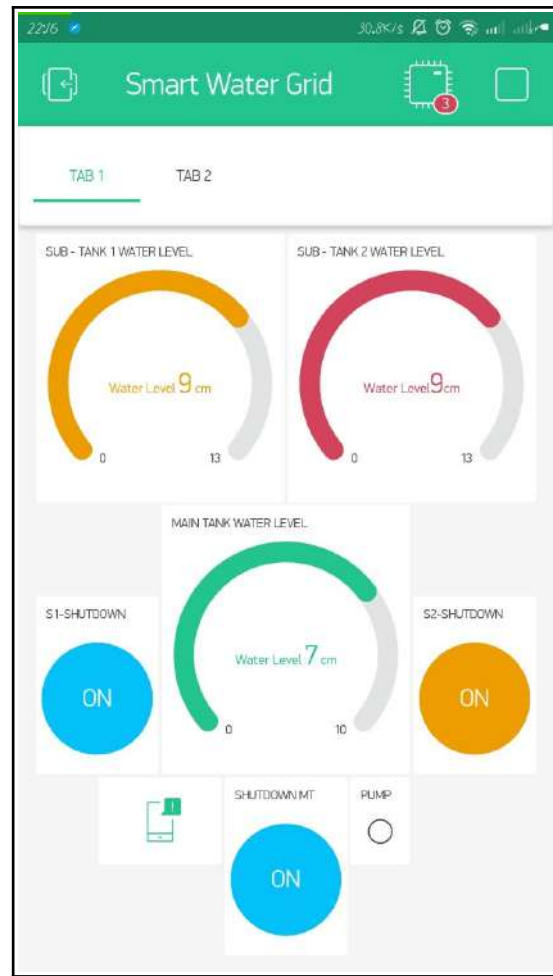 22:16 30.8K/s
Smart Water Grid
3
TAB 1 TAB 2
SUB - TANK 1 WATER LEVEL SUB - TANK 2 WATER LEVEL
Water Level 9 cm Water Level 9 cm
0 13 0 13
MAIN TANK WATER LEVEL
S1-SHUTDOWN S2-SHUTDOWN
Water Level 7 cm
ON ON
0 10
SHUTDOWN MT PUMP
ON